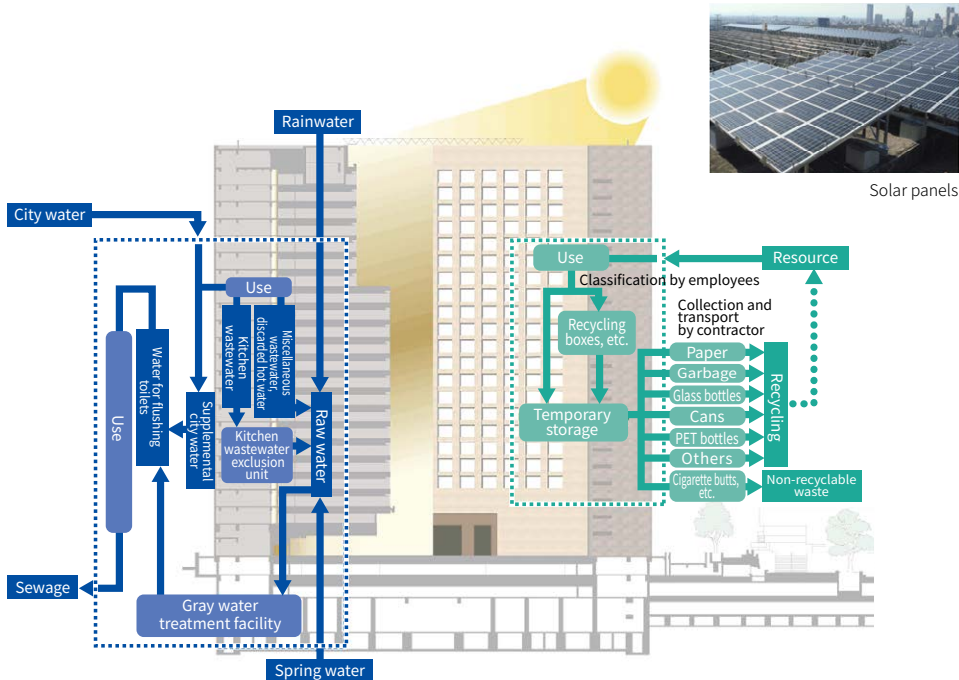 Solar panels
Rainwater
City water
Use
Kitchen
wastewater
Miscellaneous
wastewater,
discarded hot water
Water for flushing
toilets
Use
Supplemental
city water
Kitchen
wastewater
exclusion
unit
Raw water
Sewage
Gray water
treatment facility
Spring water
Use
Resource
Classification by employees
Collection and
transport
by contractor
Recycling
boxes, etc.
Temporary
storage
Paper
Garbage
Glass bottles
Cans
PET bottles
Others
Cigarette butts,
etc.
Recycling
Non-recyclable
waste